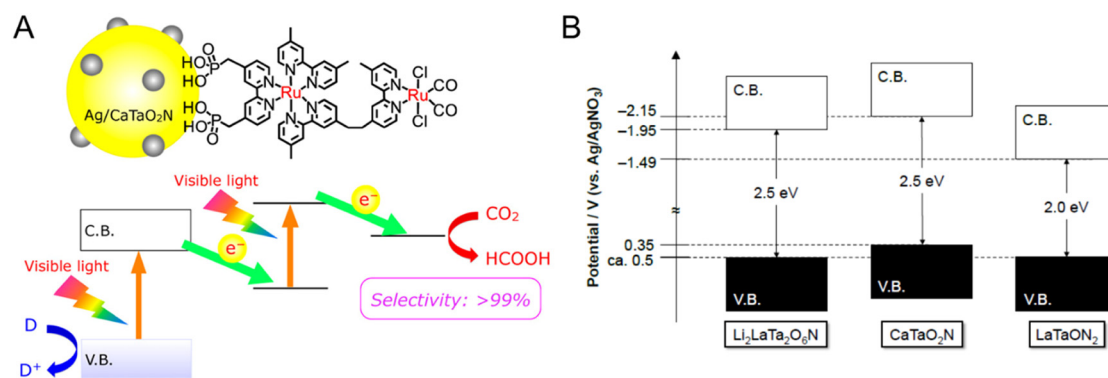 A
HO
O
HO
P
HO
P
HO
O
Ag/CaTaO₂N
N
N
N
N
N
N
Ru
N
N
Cl
Ru
CO
CO
Cl
Visible light
C.B.
Visible light
e⁻
e⁻
CO₂
HCOOH
Selectivity: >99%
D
D⁺
V.B.
B
Potential / V (vs. Ag/AgNO₃)
−2.15
−1.95
−1.49
≈
0.35
ca. 0.5
C.B.
C.B.
C.B.
2.5 eV
2.5 eV
2.0 eV
V.B.
V.B.
V.B.
Li₂LaTa₂O₆N
CaTaO₂N
LaTaON₂